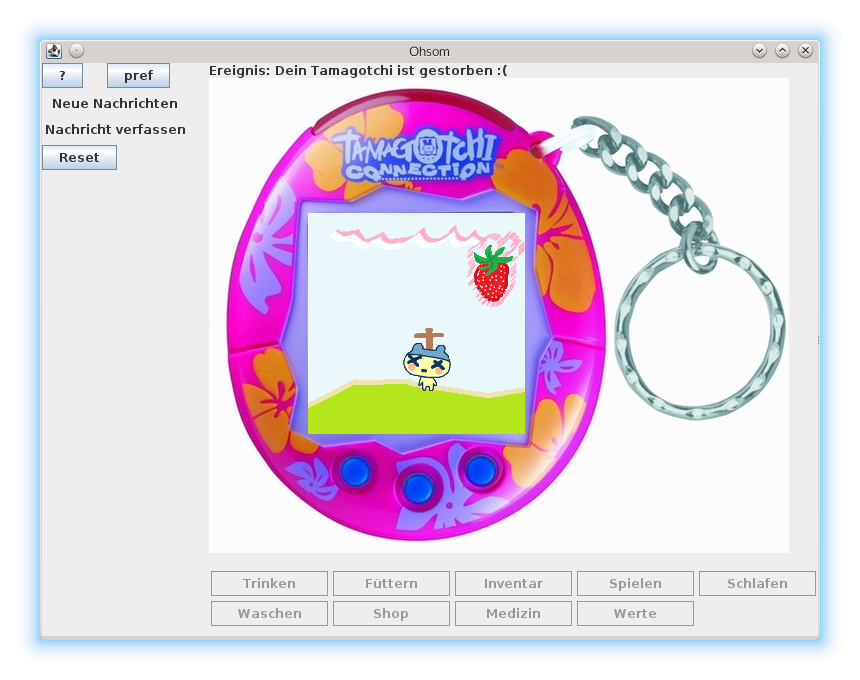 Ohsom
? pref
Ereignis: Dein Tamagotchi ist gestorben :(
Neue Nachrichten
Nachricht verfassen
Reset
TAMAGOTCHI
CONNECTION
TM
Trinken Füttern Inventar Spielen Schlafen
Waschen Shop Medizin Werte